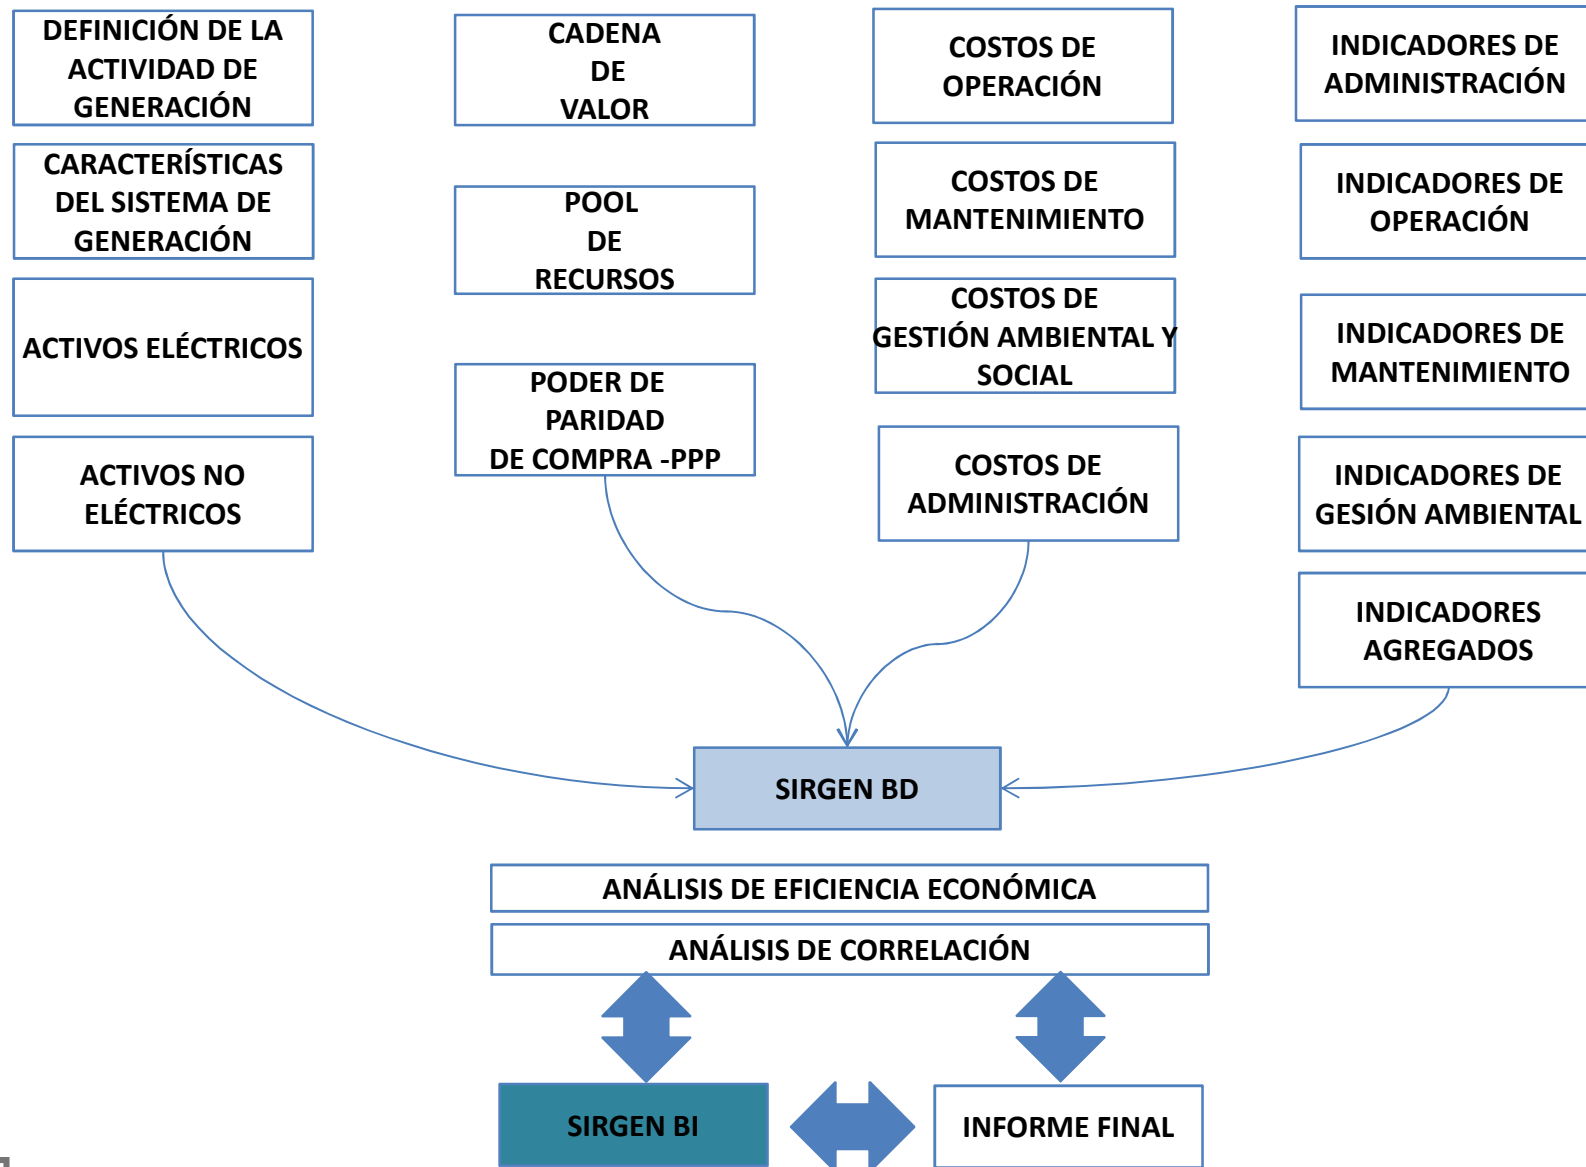 DEFINICIÓN DE LA
ACTIVIDAD DE
GENERACIÓN
CARACTERÍSTICAS
DEL SISTEMA DE
GENERACIÓN
ACTIVOS ELÉCTRICOS
ACTIVOS NO
ELÉCTRICOS
CADENA
DE
VALOR
POOL
DE
RECURSOS
PODER DE
PARIDAD
DE COMPRA -PPP
COSTOS DE
OPERACIÓN
COSTOS DE
MANTENIMIENTO
COSTOS DE
GESTIÓN AMBIENTAL Y
SOCIAL
COSTOS DE
ADMINISTRACIÓN
INDICADORES DE
ADMINISTRACIÓN
INDICADORES DE
OPERACIÓN
INDICADORES DE
MANTENIMIENTO
INDICADORES DE
GESIÓN AMBIENTAL
INDICADORES
AGREGADOS
SIRGEN BD
ANÁLISIS DE EFICIENCIA ECONÓMICA
ANÁLISIS DE CORRELACIÓN
SIRGEN BI
INFORME FINAL